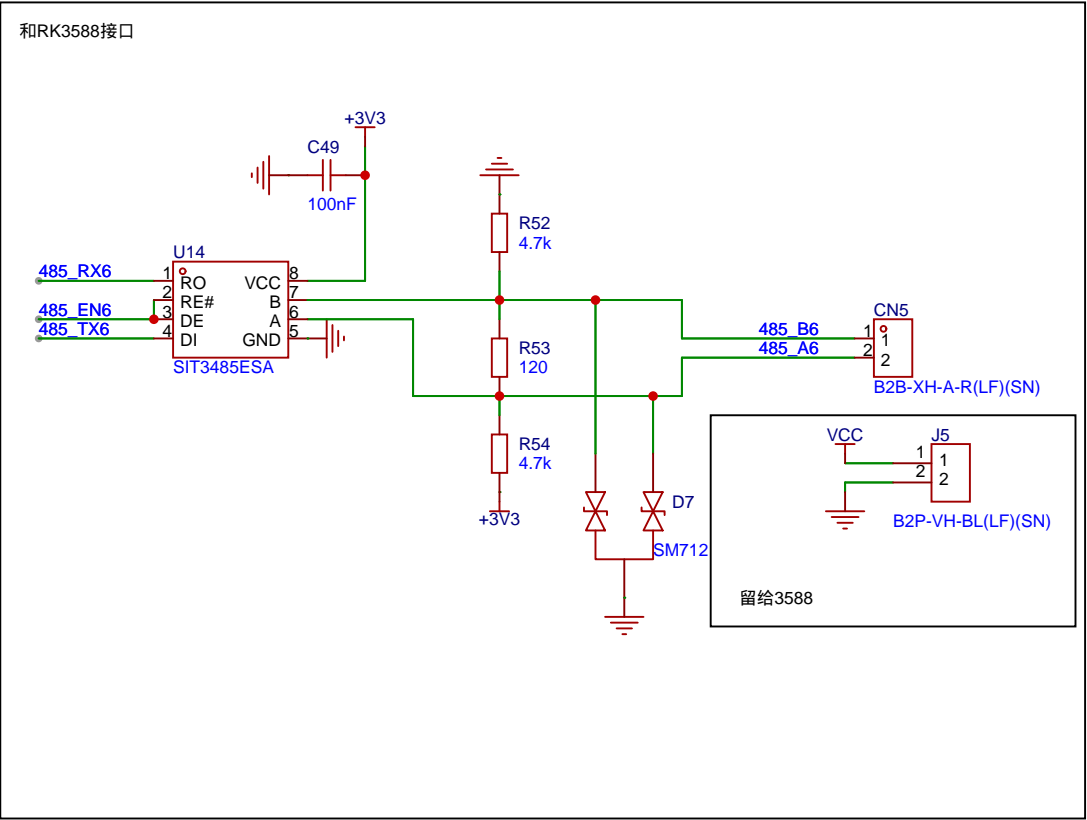 和RK3588接口
+3V3
C49
100nF
R52
4.7k
U14
485_RX6
1
RO
VCC
8
2
RE#
B
7
485_EN6
3
DE
A
6
485_TX6
4
DI
GND
5
SIT3485ESA
R53
120
R54
4.7k
+3V3
D7
SM712
CN5
485_B6
1
1
485_A6
2
2
B2B-XH-A-R(LF)(SN)
VCC
J5
1
1
2
2
B2P-VH-BL(LF)(SN)
留给3588